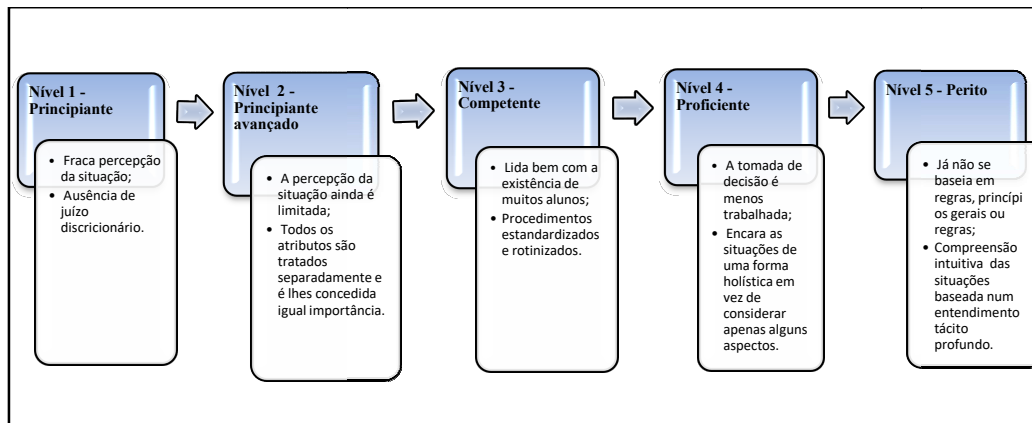 Nível 1 -
Principiante
• Fraca percepção
da situação;
• Ausência de
juízo
discricionário.
Nível 2 -
Principiante
avançado
• A percepção da
situação ainda é
limitada;
• Todos os
atributos são
tratados
separadamente e
é lhes concedida
igual importância.
Nível 3 -
Competente
• Lida bem com a
existência de
muitos alunos;
• Procedimentos
estandardizados
e rotinizados.
Nível 4 -
Proficiente
• A tomada de
decisão é
menos
trabalhada;
• Encara as
situações de
uma forma
holística em
vez de
considerar
apenas alguns
aspectos.
Nível 5 - Perito
• Já não se
baseia em
regras, princípi
os gerais ou
regras;
• Compreensão
intuitiva das
situações
baseada num
entendimento
tácito
profundo.